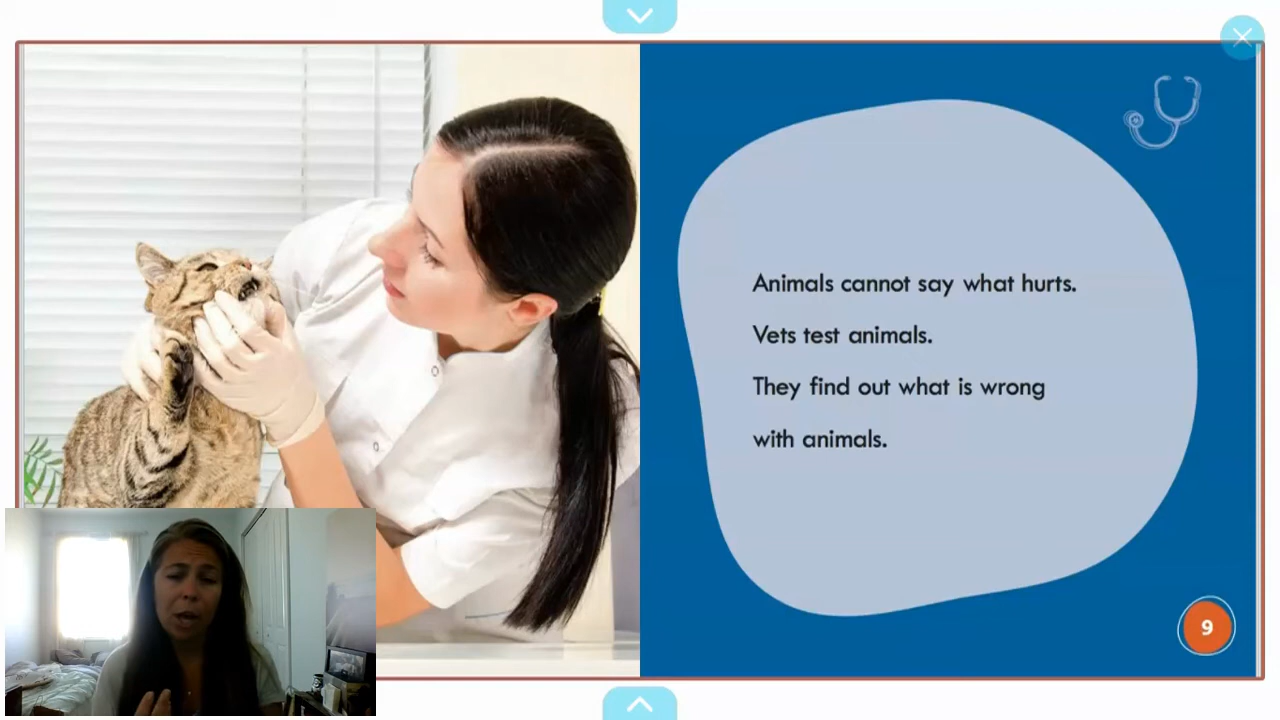 Animals cannot say what hurts.
Vets test animals.
They find out what is wrong
with animals.
9